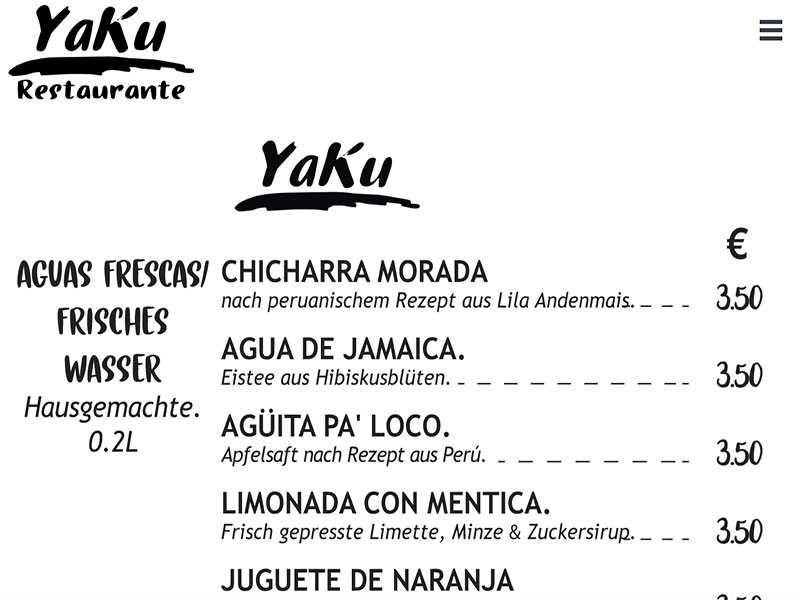 YaKu
Restaurante
YaKu
€
AGUAS FRESCAS/
FRISCHES
WASSER
Hausgemachte.
0.2L
CHICHARRA MORADA
nach peruanischem Rezept aus Lila Andenmais. 3.50
AGUA DE JAMAICA.
Eistee aus Hibiskusblüten. 3.50
AGÜITA PA' LOCO.
Apfelsaft nach Rezept aus Perú. 3.50
LIMONADA CON MENTICA.
Frisch gepresste Limette, Minze & Zuckersirup. 3.50
JUGUETE DE NARANJA